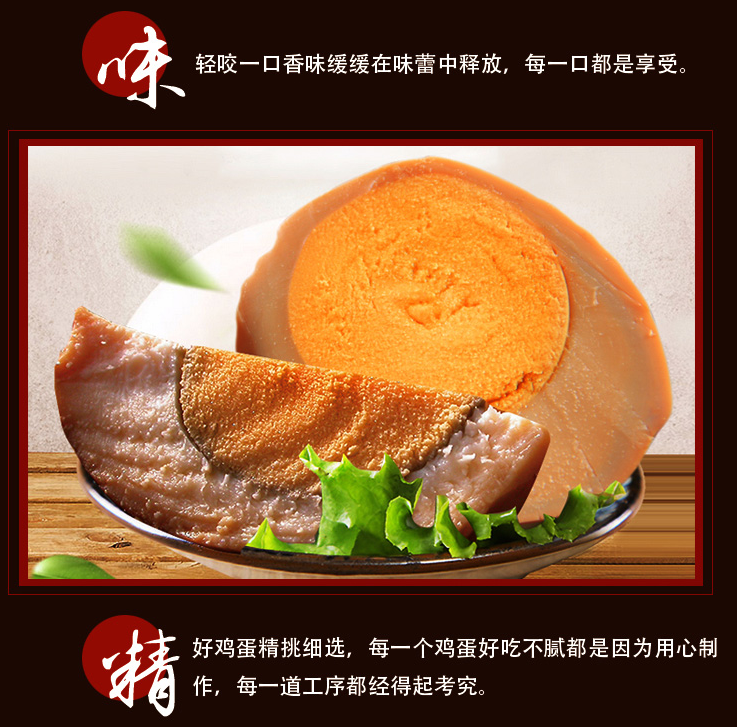 味
轻咬一口香味缓缓在味蕾中释放，每一口都是享受。
精
好鸡蛋精挑细选，每一个鸡蛋好吃不腻都是因为用心制
作，每一道工序都经得起考究。